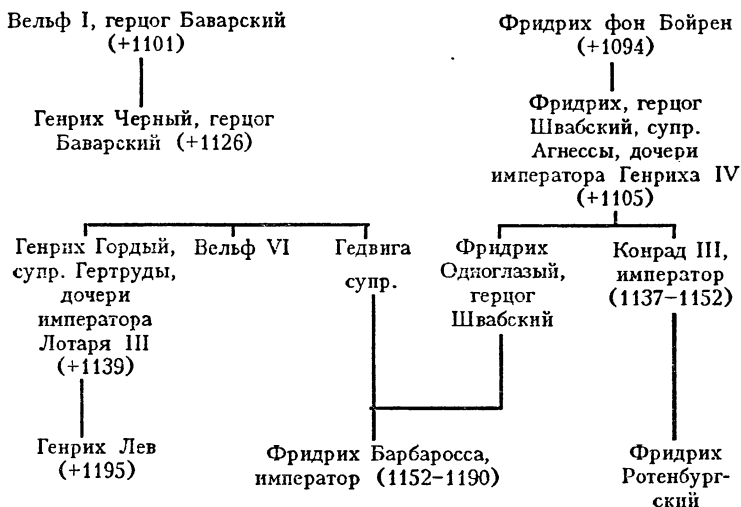 Вельф I, герцог Баварский
(+1101)
Фридрих фон Бойрен
(+1094)
Генрих Черный, герцог
Баварский (+1126)
Фридрих, герцог
Швабский, супр.
Агнессы, дочери
императора Генриха IV
(+1105)
Генрих Гордый,
супр. Гертруды,
дочери
императора
Лотаря III
(+1139)
Вельф VI
Гедвига
супр.
Фридрих
Одноглазый,
герцог
Швабский
Конрад III,
император
(1137–1152)
Генрих Лев
(+1195)
Фридрих Барбаросса,
император (1152–1190)
Фридрих
Ротенбург-
ский